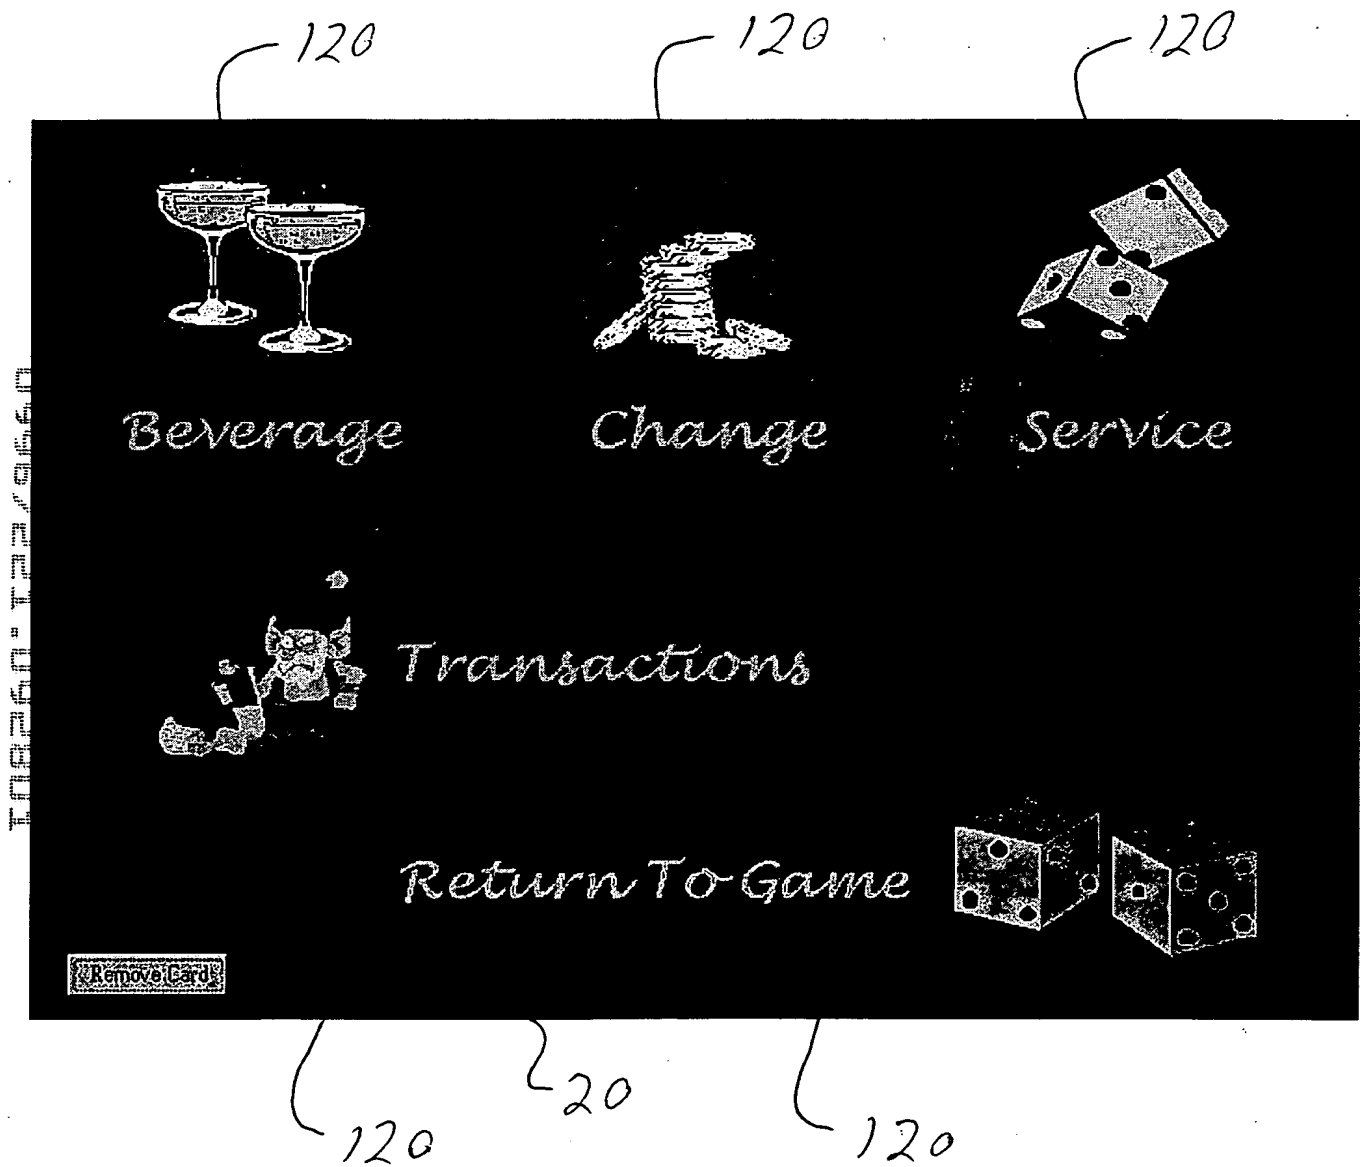 120 120 120
Beverage Change Service
Transactions
Return To Game
Remove Card
20
120 120